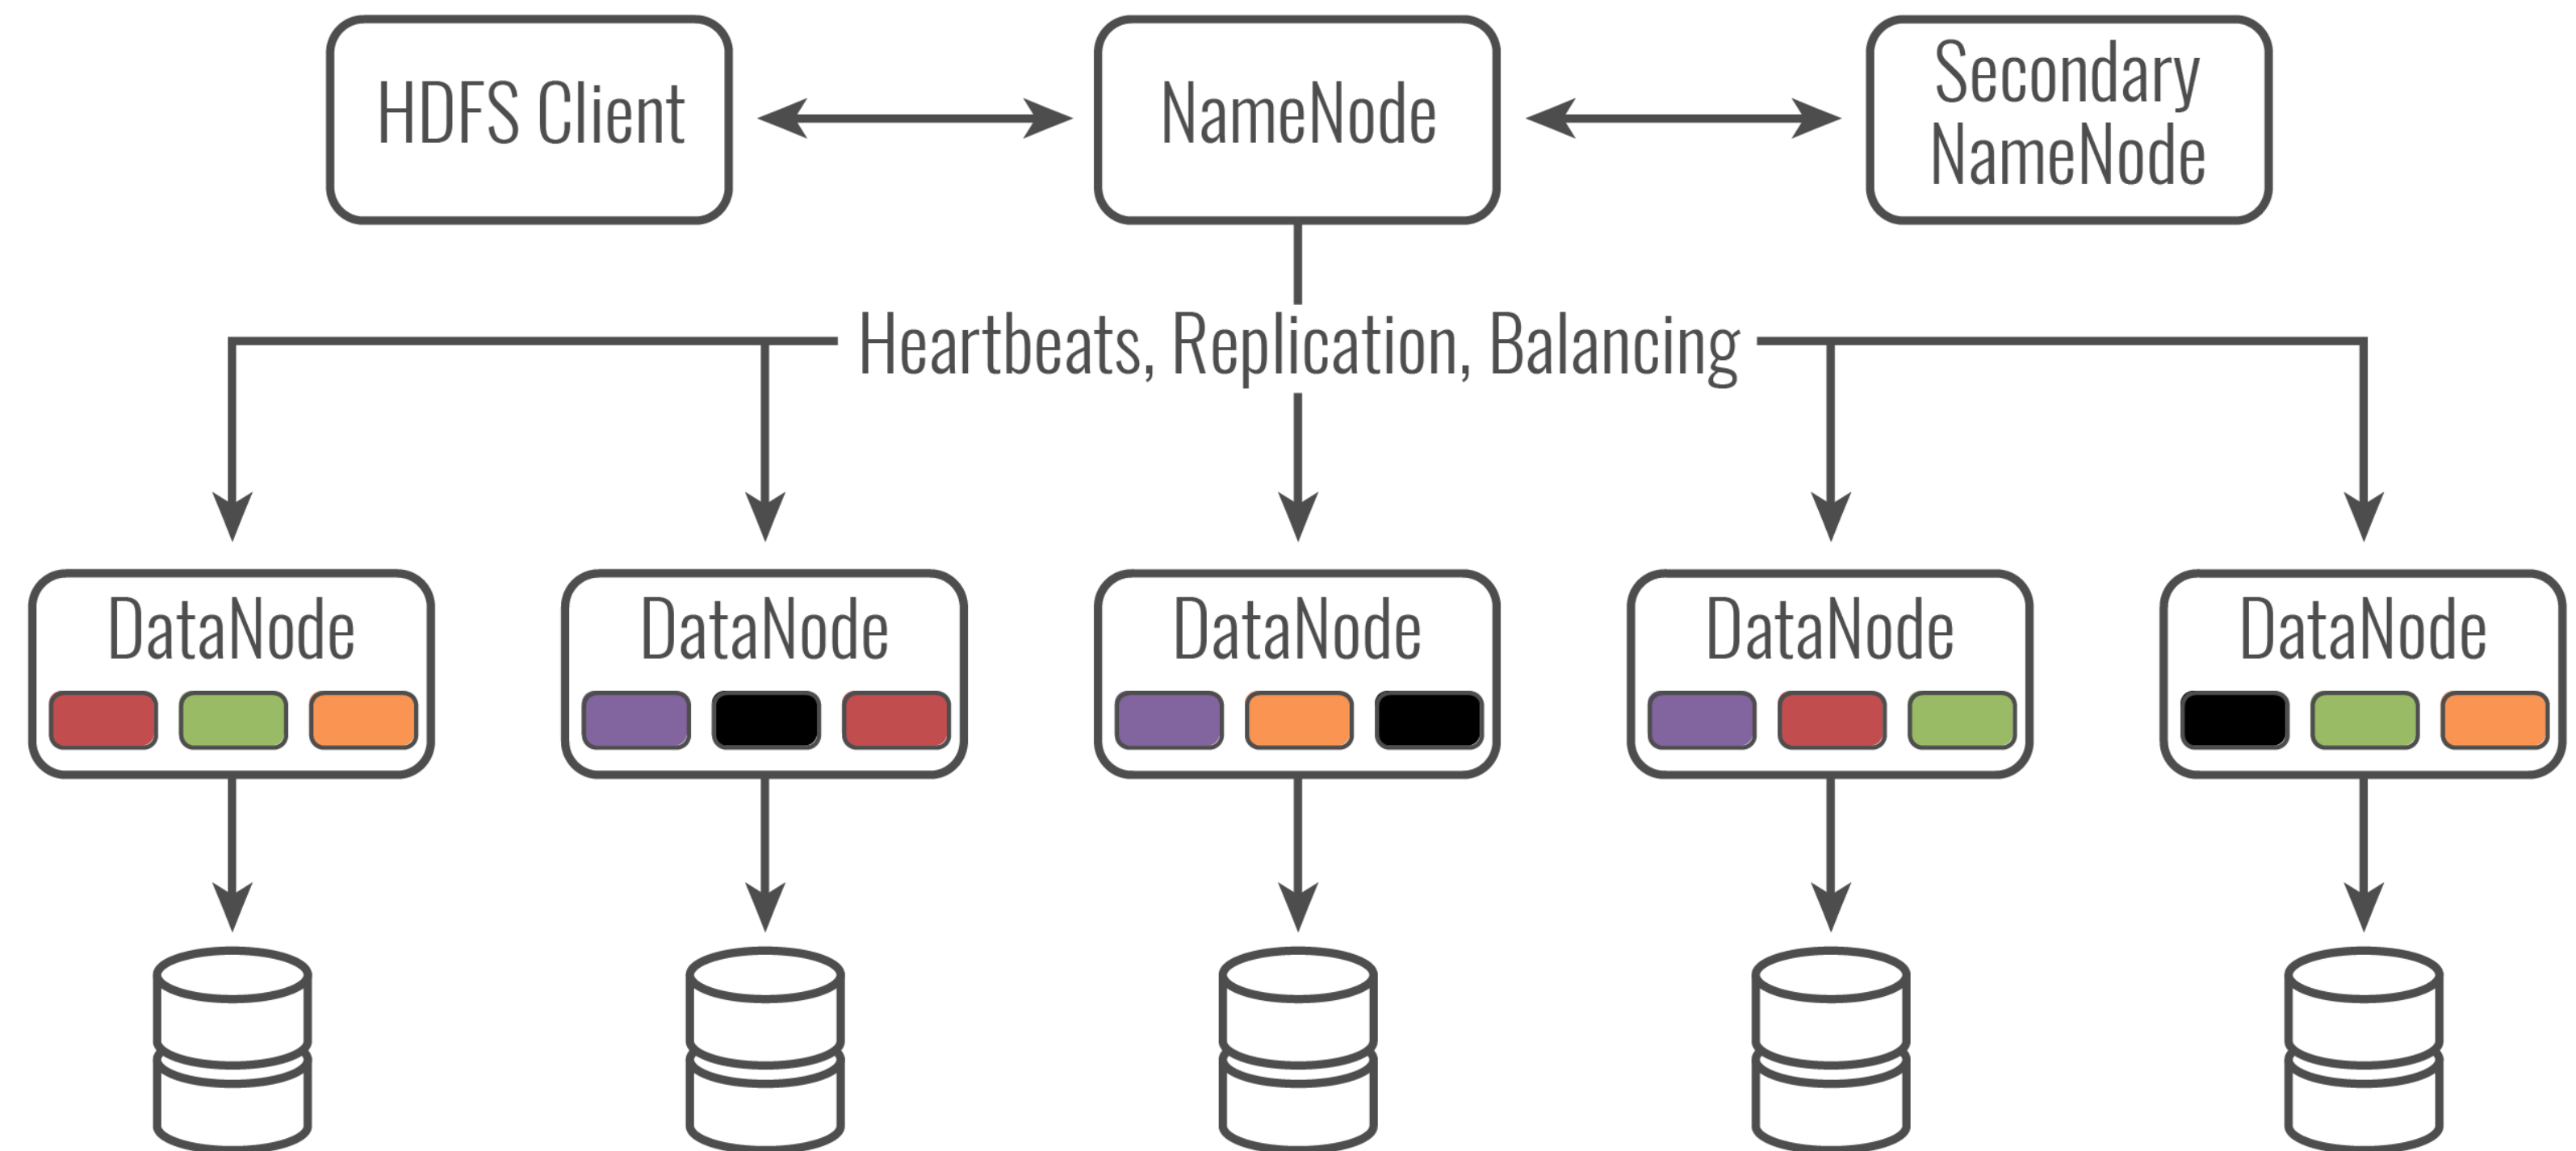 HDFS Client
NameNode
Secondary
NameNode
Heartbeats, Replication, Balancing
DataNode
DataNode
DataNode
DataNode
DataNode